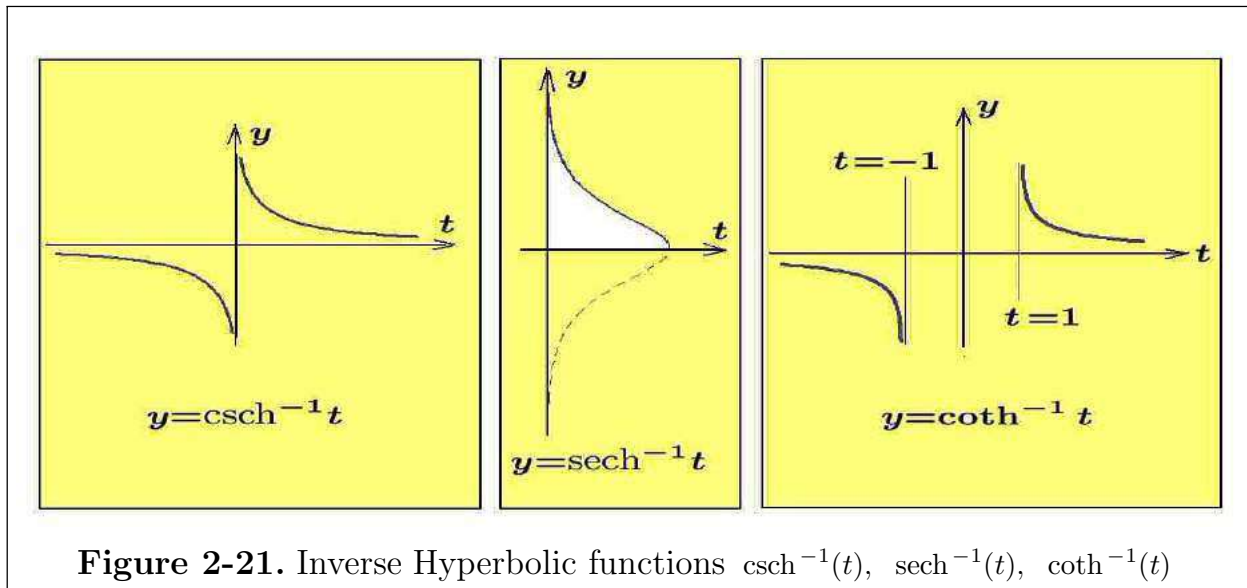 y
t
y=csch⁻¹t
y
t
y=sech⁻¹t
y
t=−1
t
t=1
y=coth⁻¹ t
Figure 2-21. Inverse Hyperbolic functions csch⁻¹(t), sech⁻¹(t), coth⁻¹(t)